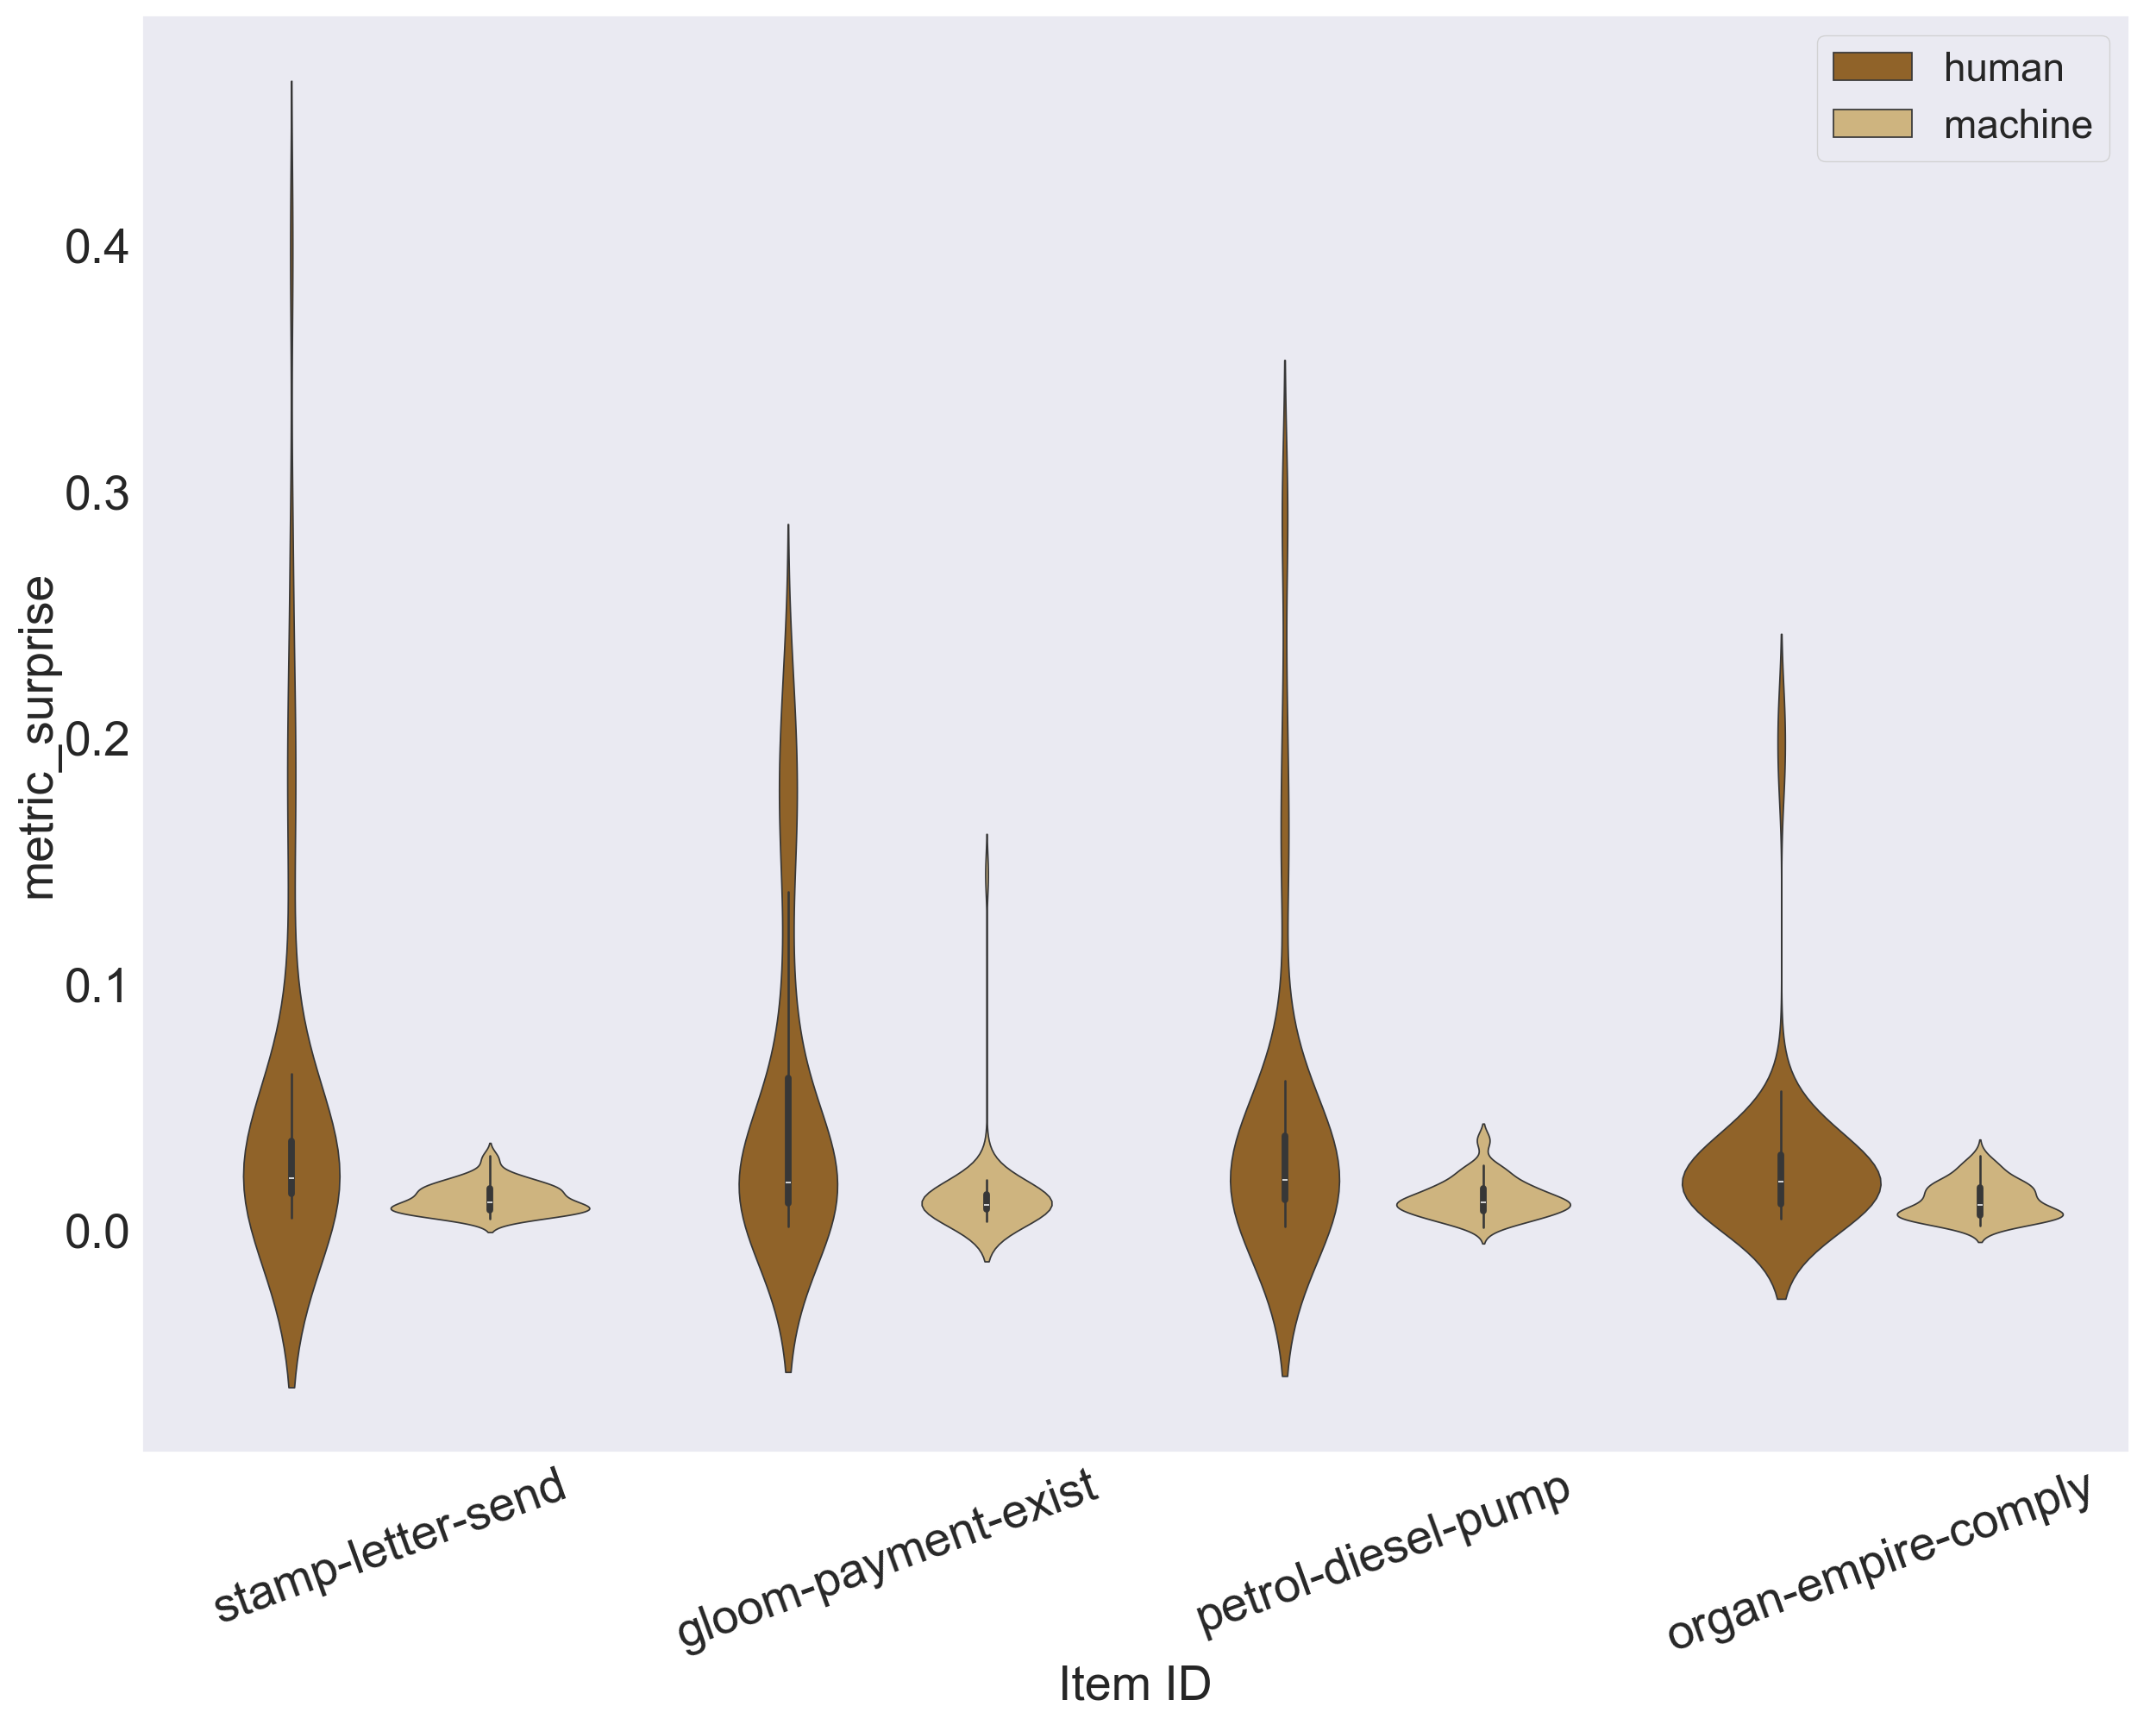 human
machine
metric_surprise
0.4
0.3
0.2
0.1
0.0
stamp-letter-send
gloom-payment-exist
petrol-diesel-pump
organ-empire-comply
Item ID